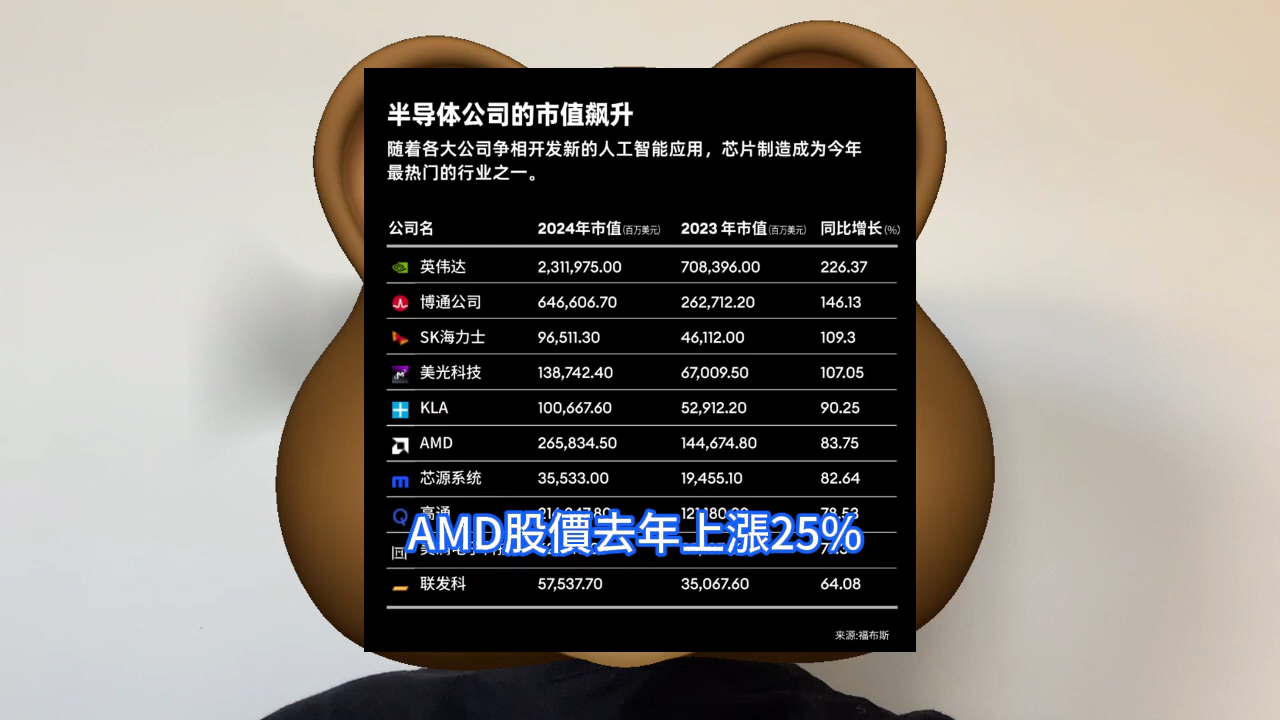 半导体公司的市值飙升
随着各大公司争相开发新的人工智能应用，芯片制造成为今年
最热门的行业之一。
公司名 2024年市值(百万美元) 2023 年市值(百万美元) 同比增长(%)
英伟达 2,311,975.00 708,396.00 226.37
博通公司 646,606.70 262,712.20 146.13
SK海力士 96,511.30 46,112.00 109.3
美光科技 138,742.40 67,009.50 107.05
KLA 100,667.60 52,912.20 90.25
AMD 265,834.50 144,674.80 83.75
芯源系统 35,533.00 19,455.10 82.64
高通
AMD股價去年上漲25%
联发科 57,537.70 35,067.60 64.08
来源:福布斯